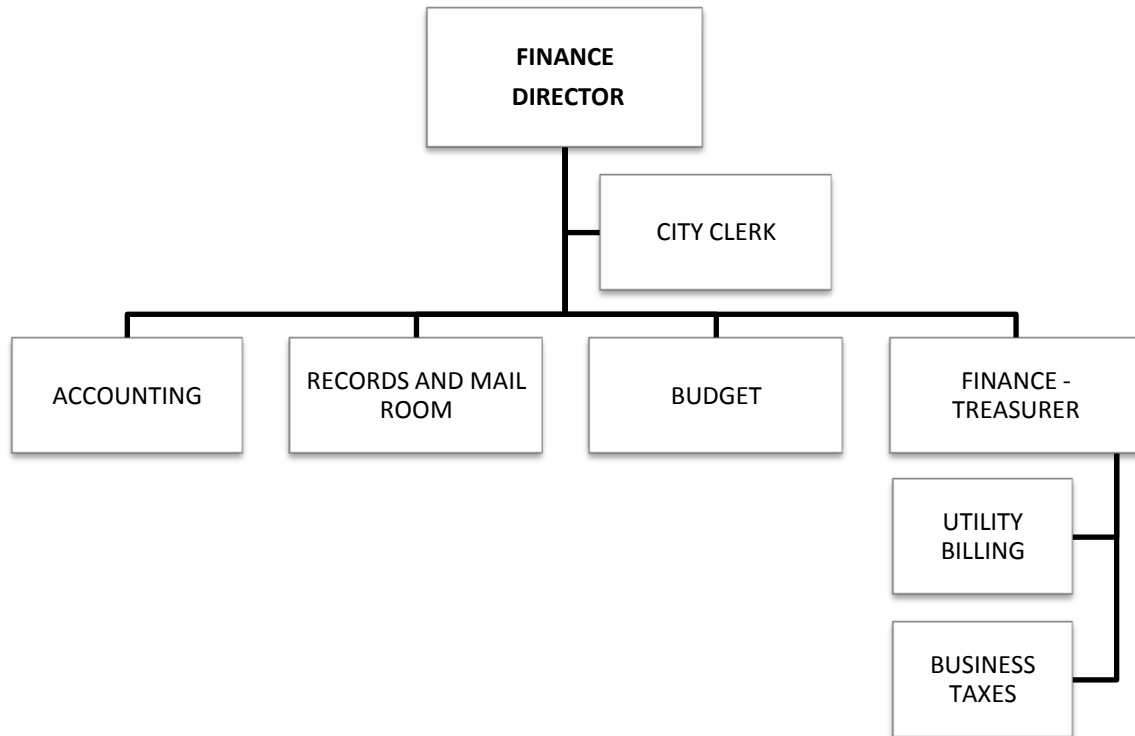 FINANCE
DIRECTOR
CITY CLERK
ACCOUNTING
RECORDS AND MAIL
ROOM
BUDGET
FINANCE -
TREASURER
UTILITY
BILLING
BUSINESS
TAXES